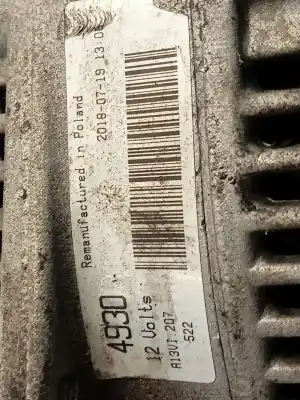 2018-07-19 13:0
Remanufactured in Poland
4930
12 Volts
A13VI 207
522